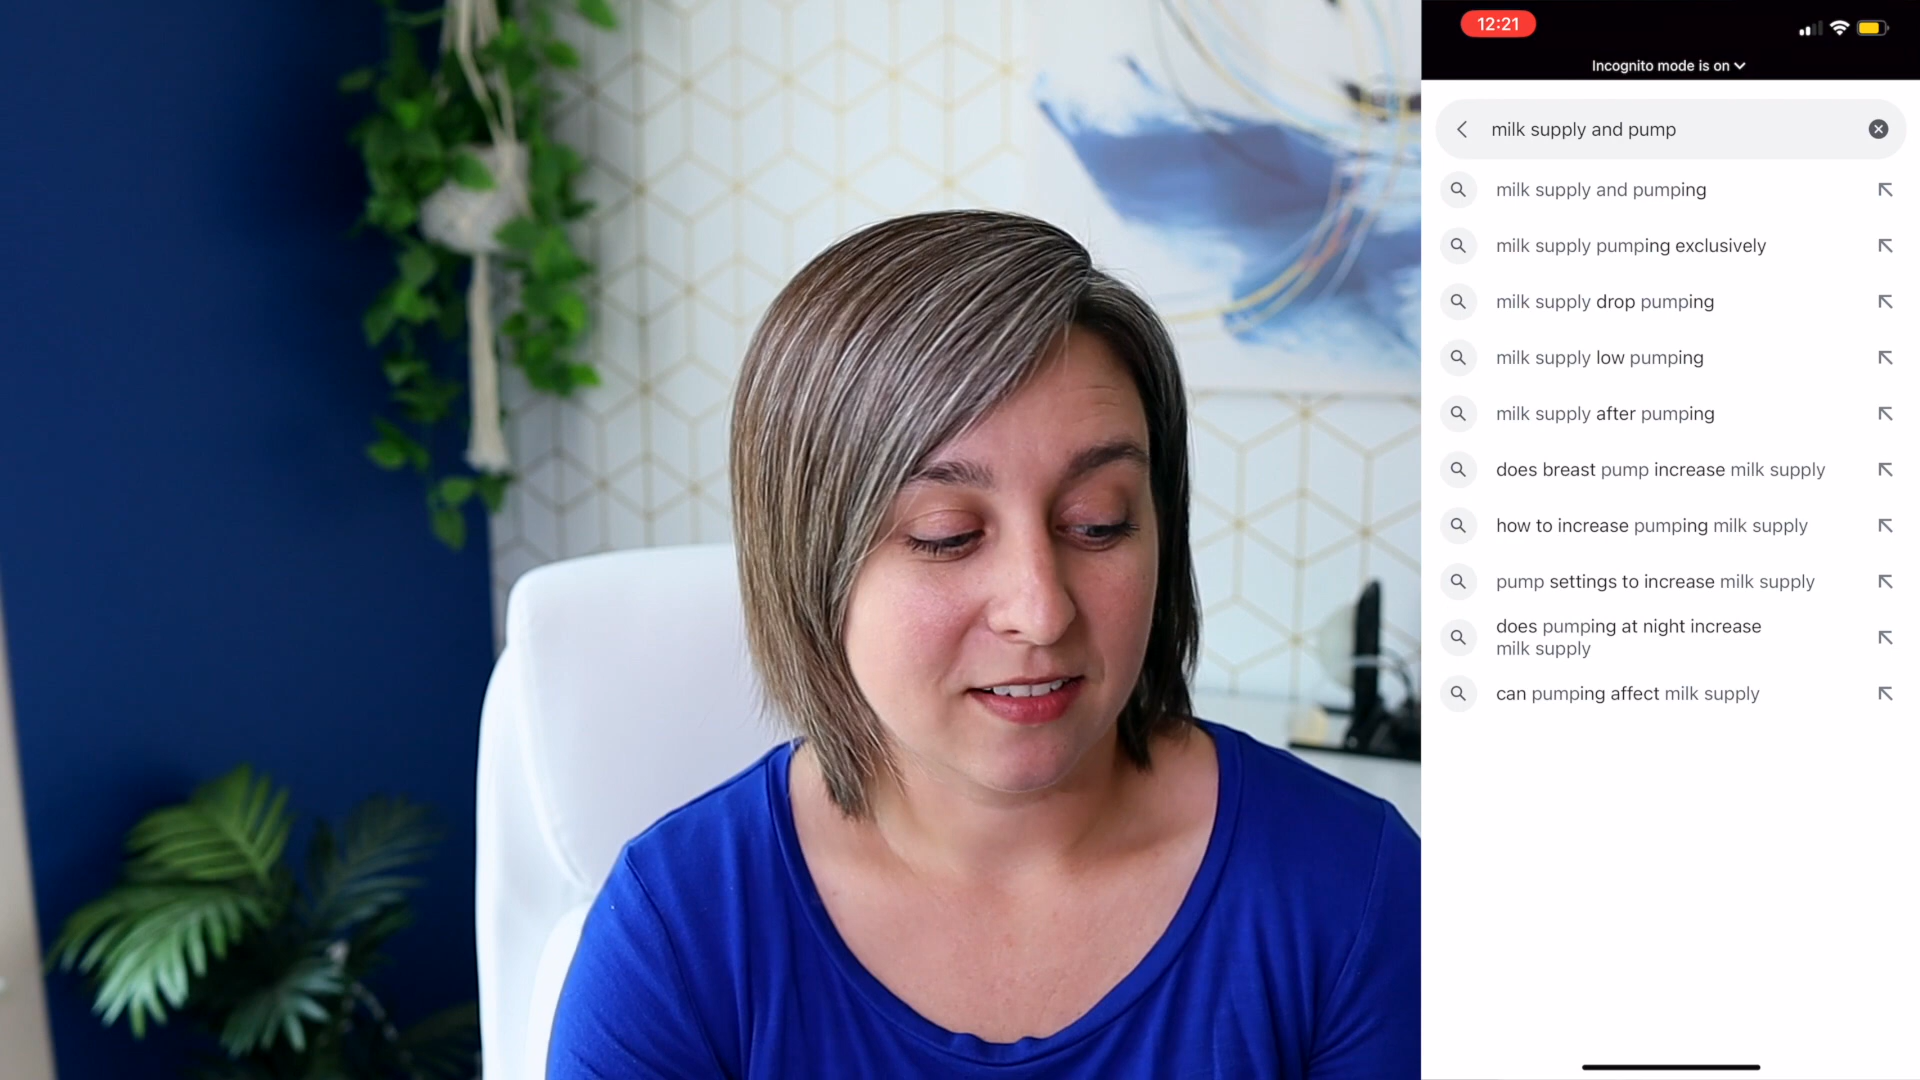 12:21
Incognito mode is on
milk supply and pump
milk supply and pumping
milk supply pumping exclusively
milk supply drop pumping
milk supply low pumping
milk supply after pumping
does breast pump increase milk supply
how to increase pumping milk supply
pump settings to increase milk supply
does pumping at night increase
milk supply
can pumping affect milk supply